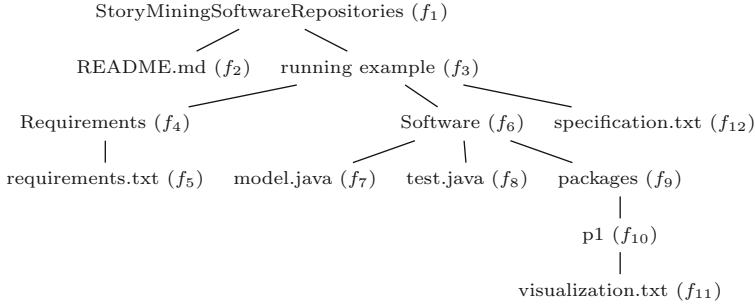 StoryMiningSoftwareRepositories (f1)
README.md (f2) running example (f3)
Requirements (f4) Software (f6) specification.txt (f12)
requirements.txt (f5) model.java (f7) test.java (f8) packages (f9)
p1 (f10)
visualization.txt (f11)